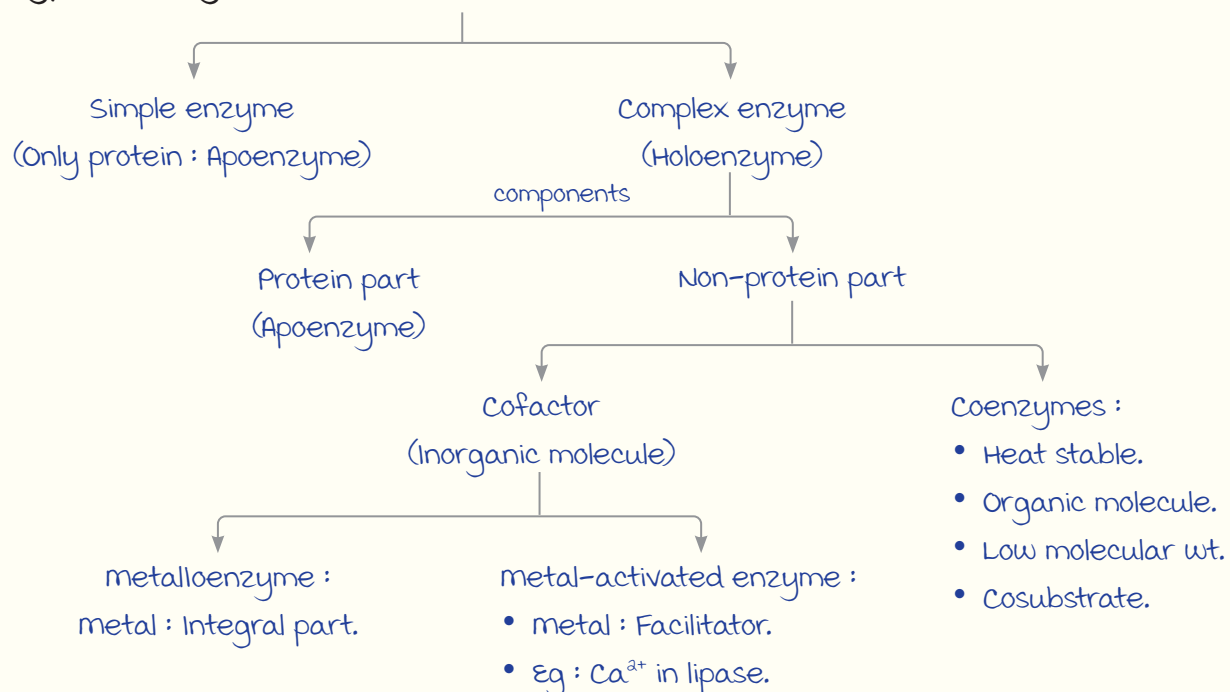 Simple enzyme
(Only protein : Apoenzyme)
Complex enzyme
(Holoenzyme)
components
Protein part
(Apoenzyme)
Non-protein part
Cofactor
(Inorganic molecule)
Coenzymes :
• Heat stable.
• Organic molecule.
• Low molecular wt.
• Cosubstrate.
Metalloenzyme :
Metal : Integral part.
Metal-activated enzyme :
• Metal : Facilitator.
• Eg : Ca²⁺ in lipase.